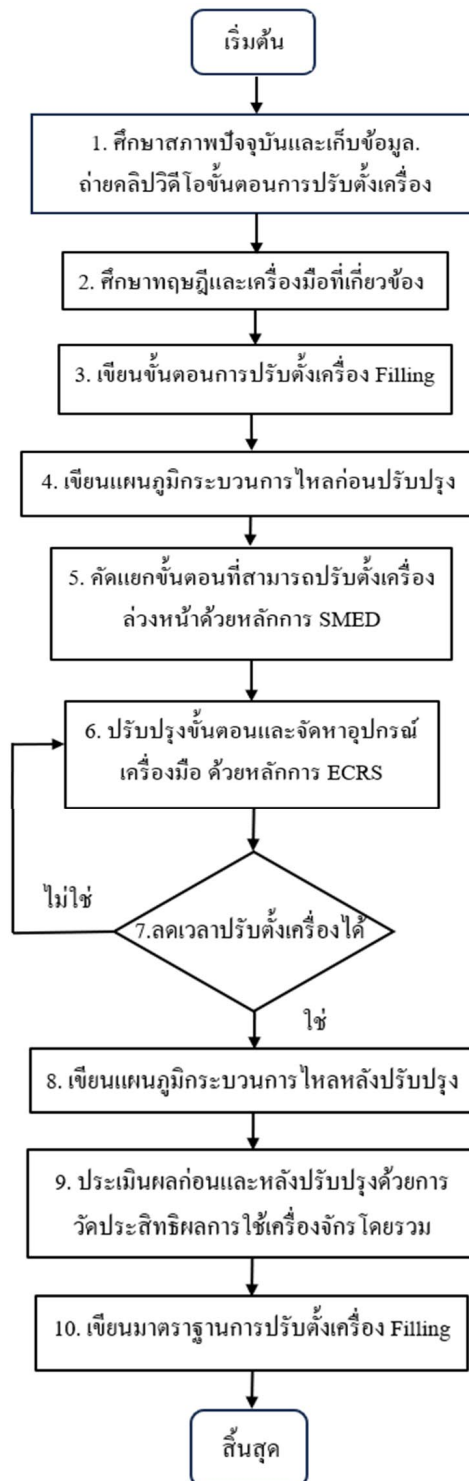 เริ่มต้น
1. ศึกษาสภาพปัจจุบันและเก็บข้อมูล.
ถ่ายคลิปวิดีโอขั้นตอนการปรับตั้งเครื่อง
2. ศึกษาทฤษฎีและเครื่องมือที่เกี่ยวข้อง
3. เขียนขั้นตอนการปรับตั้งเครื่อง Filling
4. เขียนแผนภูมิกระบวนการไหลก่อนปรับปรุง
5. คัดแยกขั้นตอนที่สามารถปรับตั้งเครื่อง
ล่วงหน้าด้วยหลักการ SMED
6. ปรับปรุงขั้นตอนและจัดหาอุปกรณ์
เครื่องมือ ด้วยหลักการ ECRS
ไม่ใช่
7.ลดเวลาปรับตั้งเครื่องได้
ใช่
8. เขียนแผนภูมิกระบวนการไหลหลังปรับปรุง
9. ประเมินผลก่อนและหลังปรับปรุงด้วยการ
วัดประสิทธิผลการใช้เครื่องจักรโดยรวม
10. เขียนมาตราฐานการปรับตั้งเครื่อง Filling
สิ้นสุด